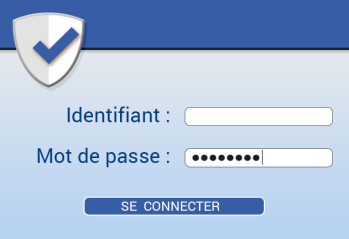 Identifiant :
Mot de passe : ••••••••
SE CONNECTER